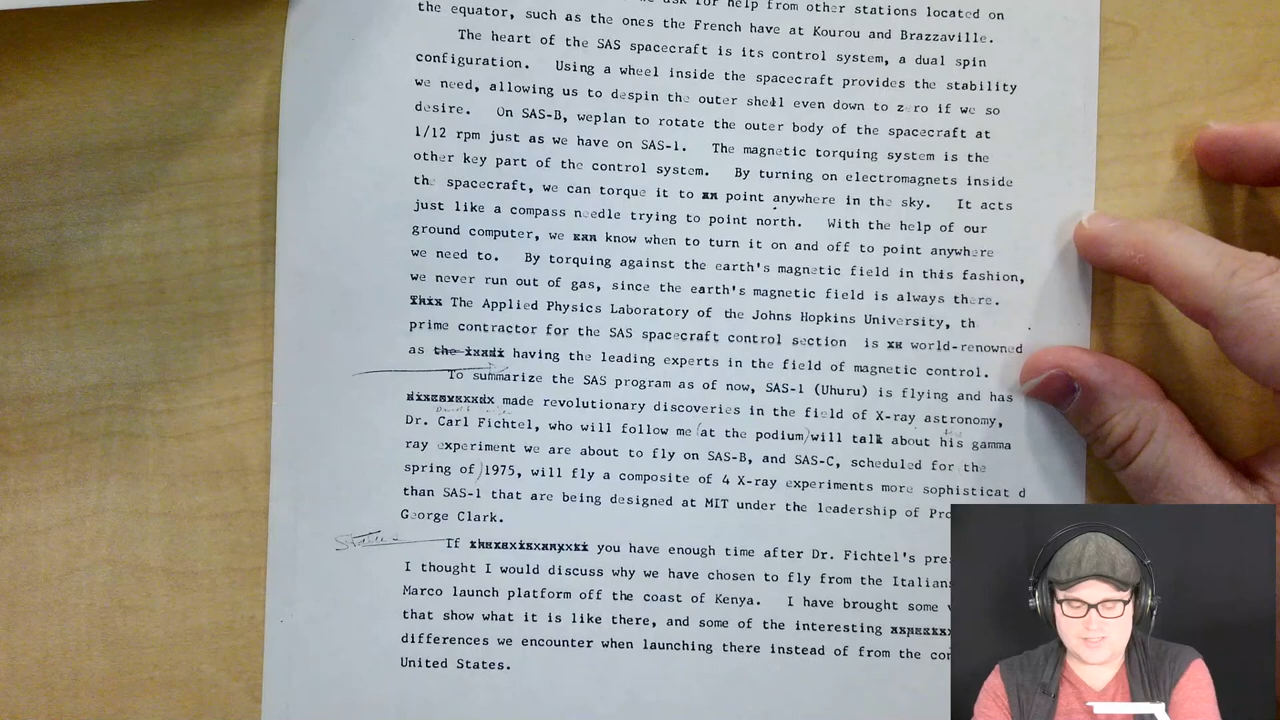 ask for help from other stations located on
the equator, such as the ones the French have at Kourou and Brazzaville.
The heart of the SAS spacecraft is its control system, a dual spin
configuration. Using a wheel inside the spacecraft provides the stability
we need, allowing us to despin the outer shell even down to zero if we so
desire. On SAS-B, weplan to rotate the outer body of the spacecraft at
1/12 rpm just as we have on SAS-1. The magnetic torquing system is the
other key part of the control system. By turning on electromagnets inside
the spacecraft, we can torque it to point anywhere in the sky. It acts
just like a compass needle trying to point north. With the help of our
ground computer, we know when to turn it on and off to point anywhere
we need to. By torquing against the earth's magnetic field in this fashion,
we never run out of gas, since the earth's magnetic field is always there.
The Applied Physics Laboratory of the Johns Hopkins University, th
prime contractor for the SAS spacecraft control section is world-renowned
as having the leading experts in the field of magnetic control.
To summarize the SAS program as of now, SAS-1 (Uhuru) is flying and has
made revolutionary discoveries in the field of X-ray astronomy,
Dr. Carl Fichtel, who will follow me (at the podium) will talk about his gamma
ray experiment we are about to fly on SAS-B, and SAS-C, scheduled for the
spring of) 1975, will fly a composite of 4 X-ray experiments more sophisticat d
than SAS-1 that are being designed at MIT under the leadership of
George Clark.
If you have enough time after Dr. Fichtel's
I thought I would discuss why we have chosen to fly from the Italians
Marco launch platform off the coast of Kenya. I have brought some
that show what it is like there, and some of the interesting
differences we encounter when launching there instead of from the
United States.